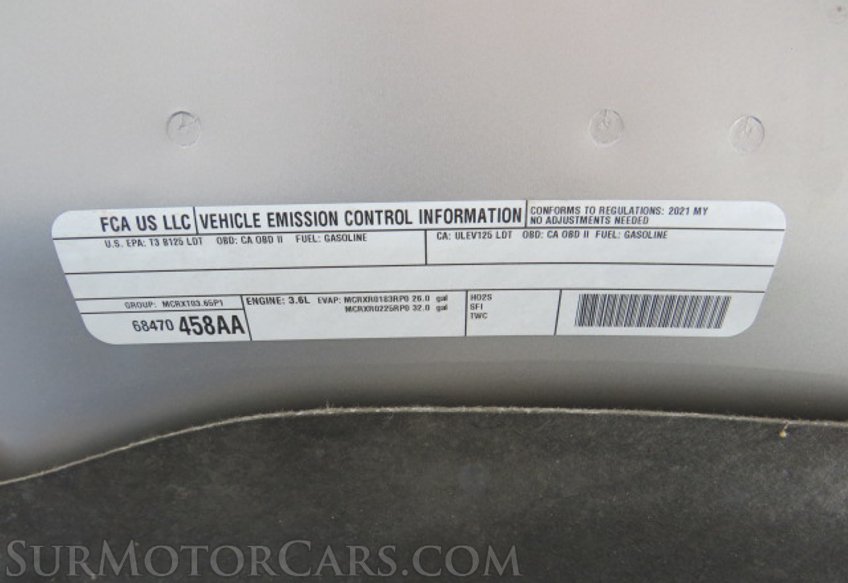 FCA US LLC VEHICLE EMISSION CONTROL INFORMATION CONFORMS TO REGULATIONS: 2021 MY
NO ADJUSTMENTS NEEDED
U.S. EPA: T3 B125 LDT OBD: CA OBD II FUEL: GASOLINE CA: ULEV125 LDT OBD: CA OBD II FUEL: GASOLINE
GROUP: MCRXT03.65P1 ENGINE: 3.6L EVAP: MCRXR0183RP0 26.0 gal HO2S
MCRXR0225RP0 32.0 gal SFI
68470 458AA TWC
SURMOTORCARS.COM